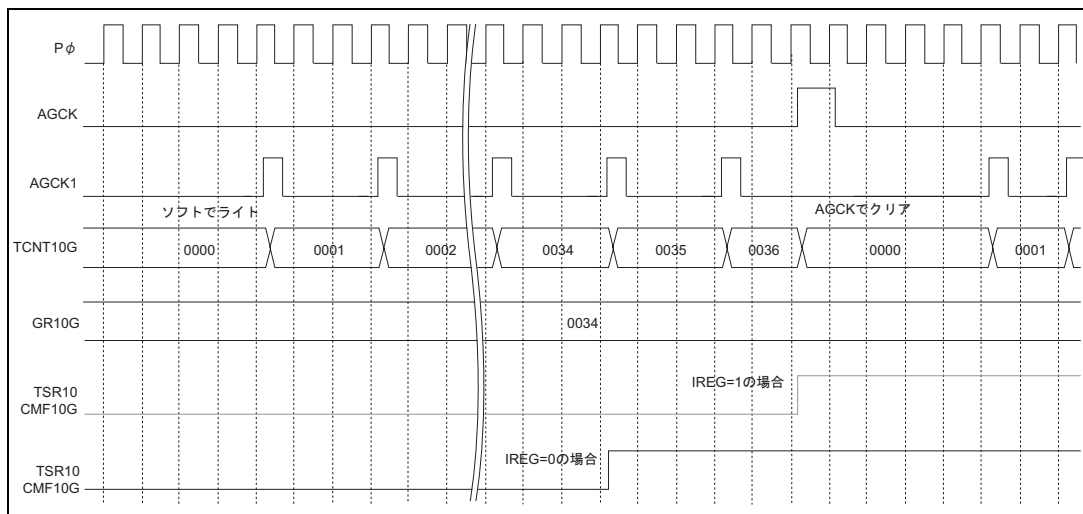 Pφ
AGCK
AGCK1
ソフトでライト
AGCKでクリア
TCNT10G
0000
0001
0002
0034
0035
0036
0000
0001
GR10G
0034
TSR10
CMF10G
IREG=1の場合
TSR10
CMF10G
IREG=0の場合